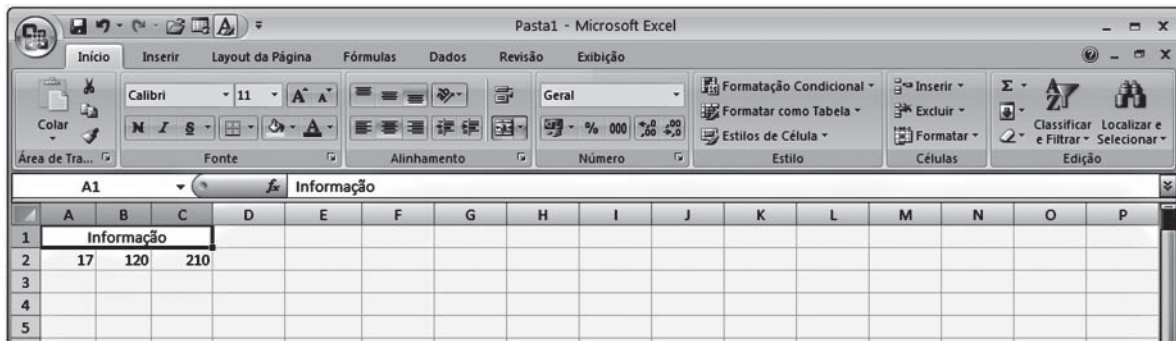 Pasta1 - Microsoft Excel
Início Inserir Layout da Página Fórmulas Dados Revisão Exibição
Colar
Calibri 11 A A
N I S A
Geral
% 000
Formatação Condicional
Formatar como Tabela
Estilos de Célula
Inserir
Excluir
Formatar
Σ
Classificar e Filtrar
Localizar e Selecionar
Área de Tra... Fonte Alinhamento Número Estilo Células Edição
A1 fx Informação
A B C D E F G H I J K L M N O P
1 Informação
2 17 120 210
3
4
5